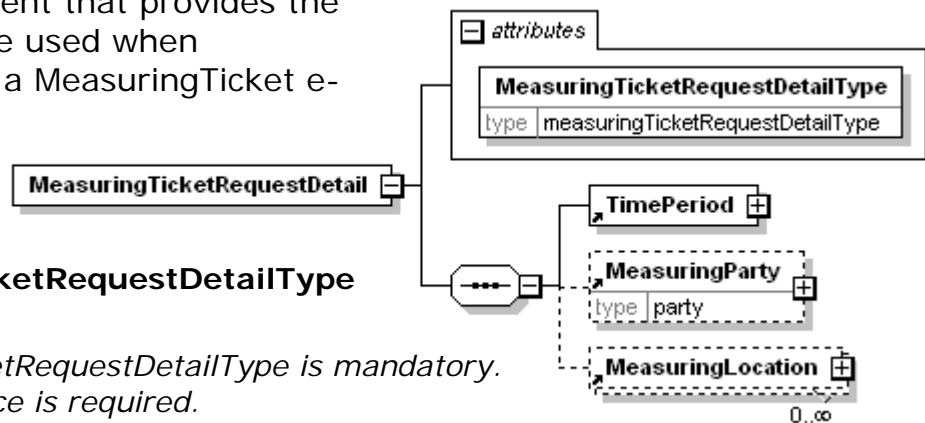 ent that provides the
e used when
a MeasuringTicket e-
attributes
MeasuringTicketRequestDetailType
type measuringTicketRequestDetailType
MeasuringTicketRequestDetail
TimePeriod
MeasuringParty
type party
MeasuringLocation
0..∞
cketRequestDetailType
etRequestDetailType is mandatory.
ce is required.